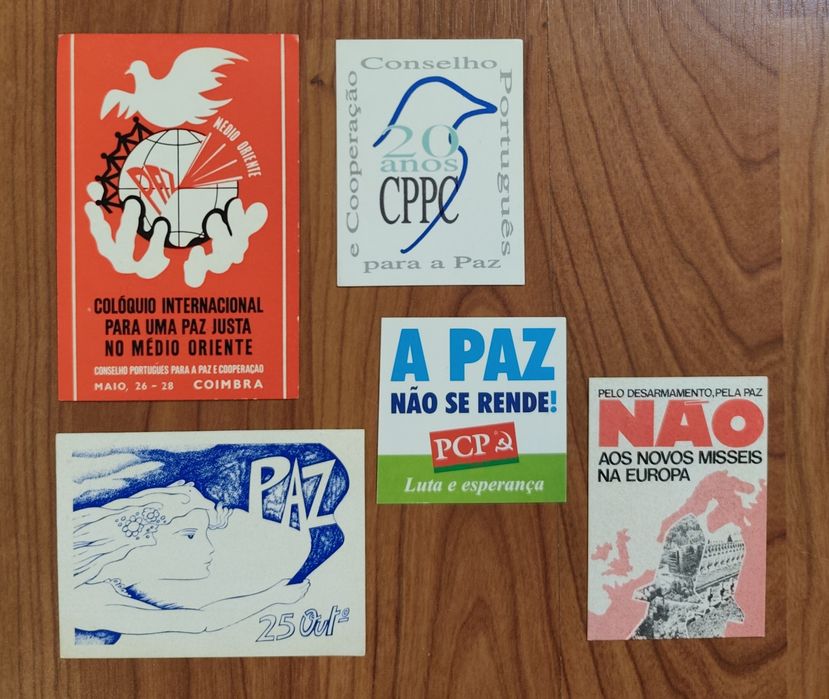 MÉDIO ORIENTE
PAZ
COLÓQUIO INTERNACIONAL
PARA UMA PAZ JUSTA
NO MÉDIO ORIENTE
CONSELHO PORTUGUÊS PARA A PAZ E COOPERAÇÃO
MAIO, 26-28 COIMBRA
Conselho
Português
para a Paz
e Cooperação
20
anos
CPPC
A PAZ
NÃO SE RENDE!
PCP
Luta e esperança
PELO DESARMAMENTO, PELA PAZ
NÃO
AOS NOVOS MISSEIS
NA EUROPA
PAZ
25 Outº